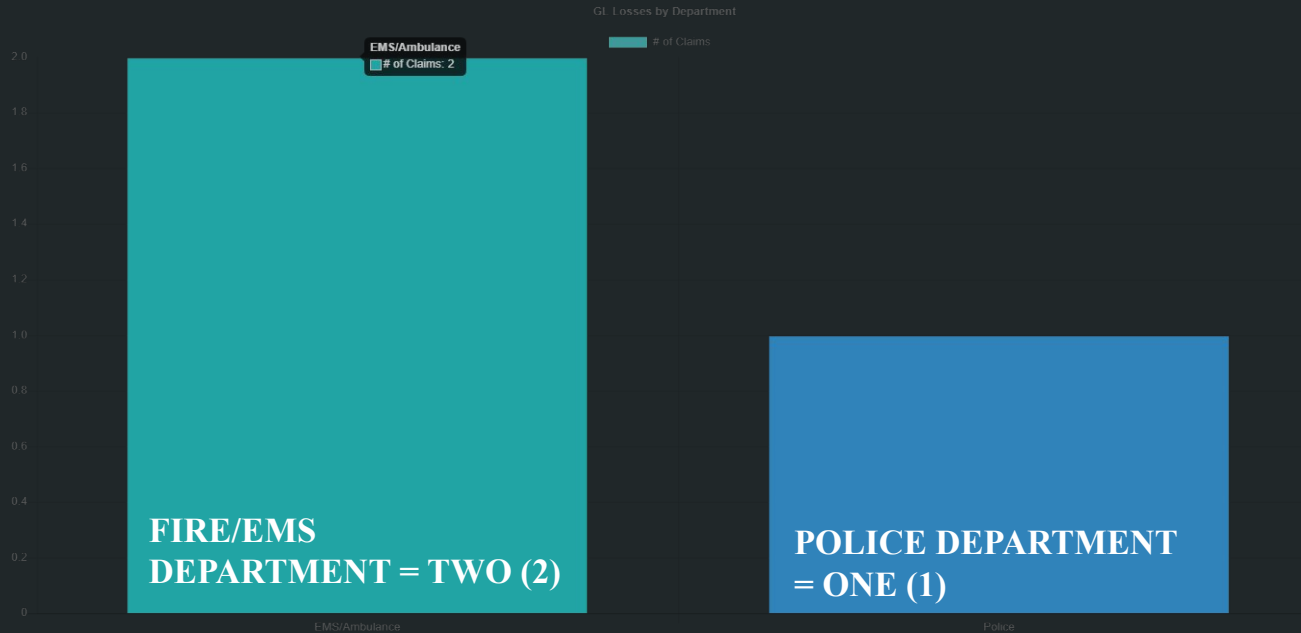 GL Losses by Department
# of Claims
2.0
1.8
1.6
1.4
1.2
1.0
0.8
0.6
0.4
0.2
0
EMS/Ambulance
# of Claims: 2
FIRE/EMS
DEPARTMENT = TWO (2)
POLICE DEPARTMENT
= ONE (1)
EMS/Ambulance
Police